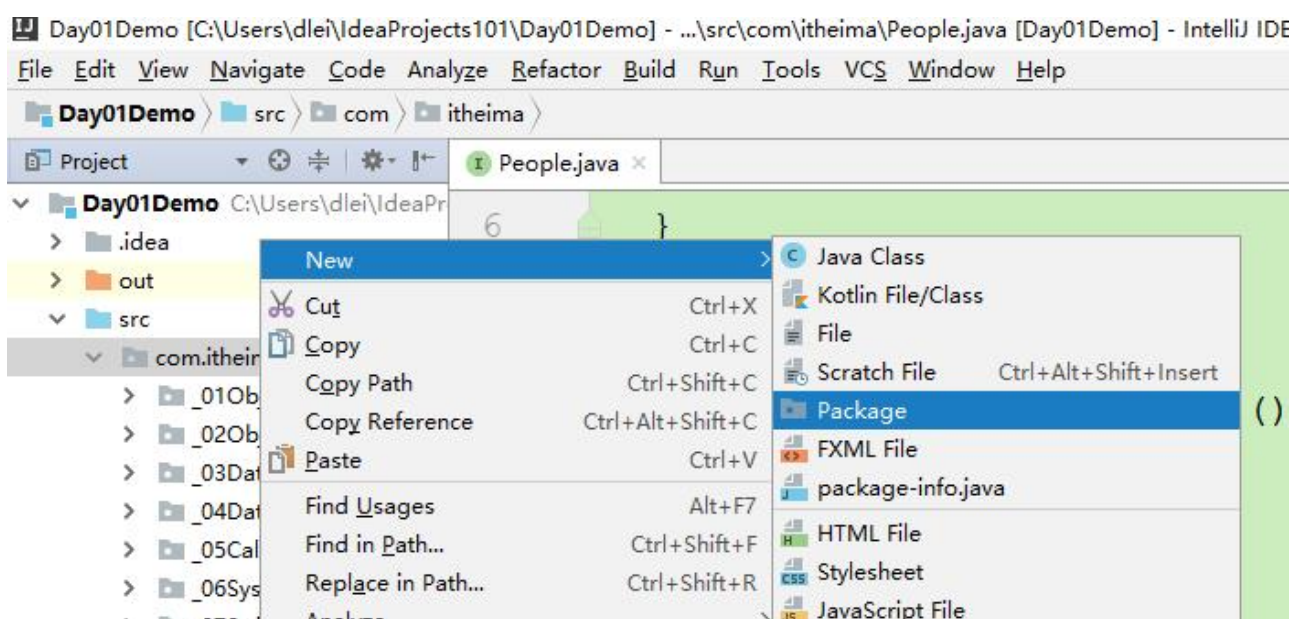 Day01Demo [C:\Users\dlei\IdeaProjects101\Day01Demo] - ...\src\com\itheima\People.java [Day01Demo] - IntelliJ IDE
File Edit View Navigate Code Analyze Refactor Build Run Tools VCS Window Help
Day01Demo src com itheima
Project People.java
Day01Demo C:\Users\dlei\IdeaPr
6 }
.idea
out
src
com.itheim
_01Ob
_02Ob
_03Dat
_04Dat
_05Cal
_06Sys
New
Cut Ctrl+X
Copy Ctrl+C
Copy Path Ctrl+Shift+C
Copy Reference Ctrl+Alt+Shift+C
Paste Ctrl+V
Find Usages Alt+F7
Find in Path... Ctrl+Shift+F
Replace in Path... Ctrl+Shift+R
Java Class
Kotlin File/Class
File
Scratch File Ctrl+Alt+Shift+Insert
Package
FXML File
package-info.java
HTML File
Stylesheet
JavaScript File
()